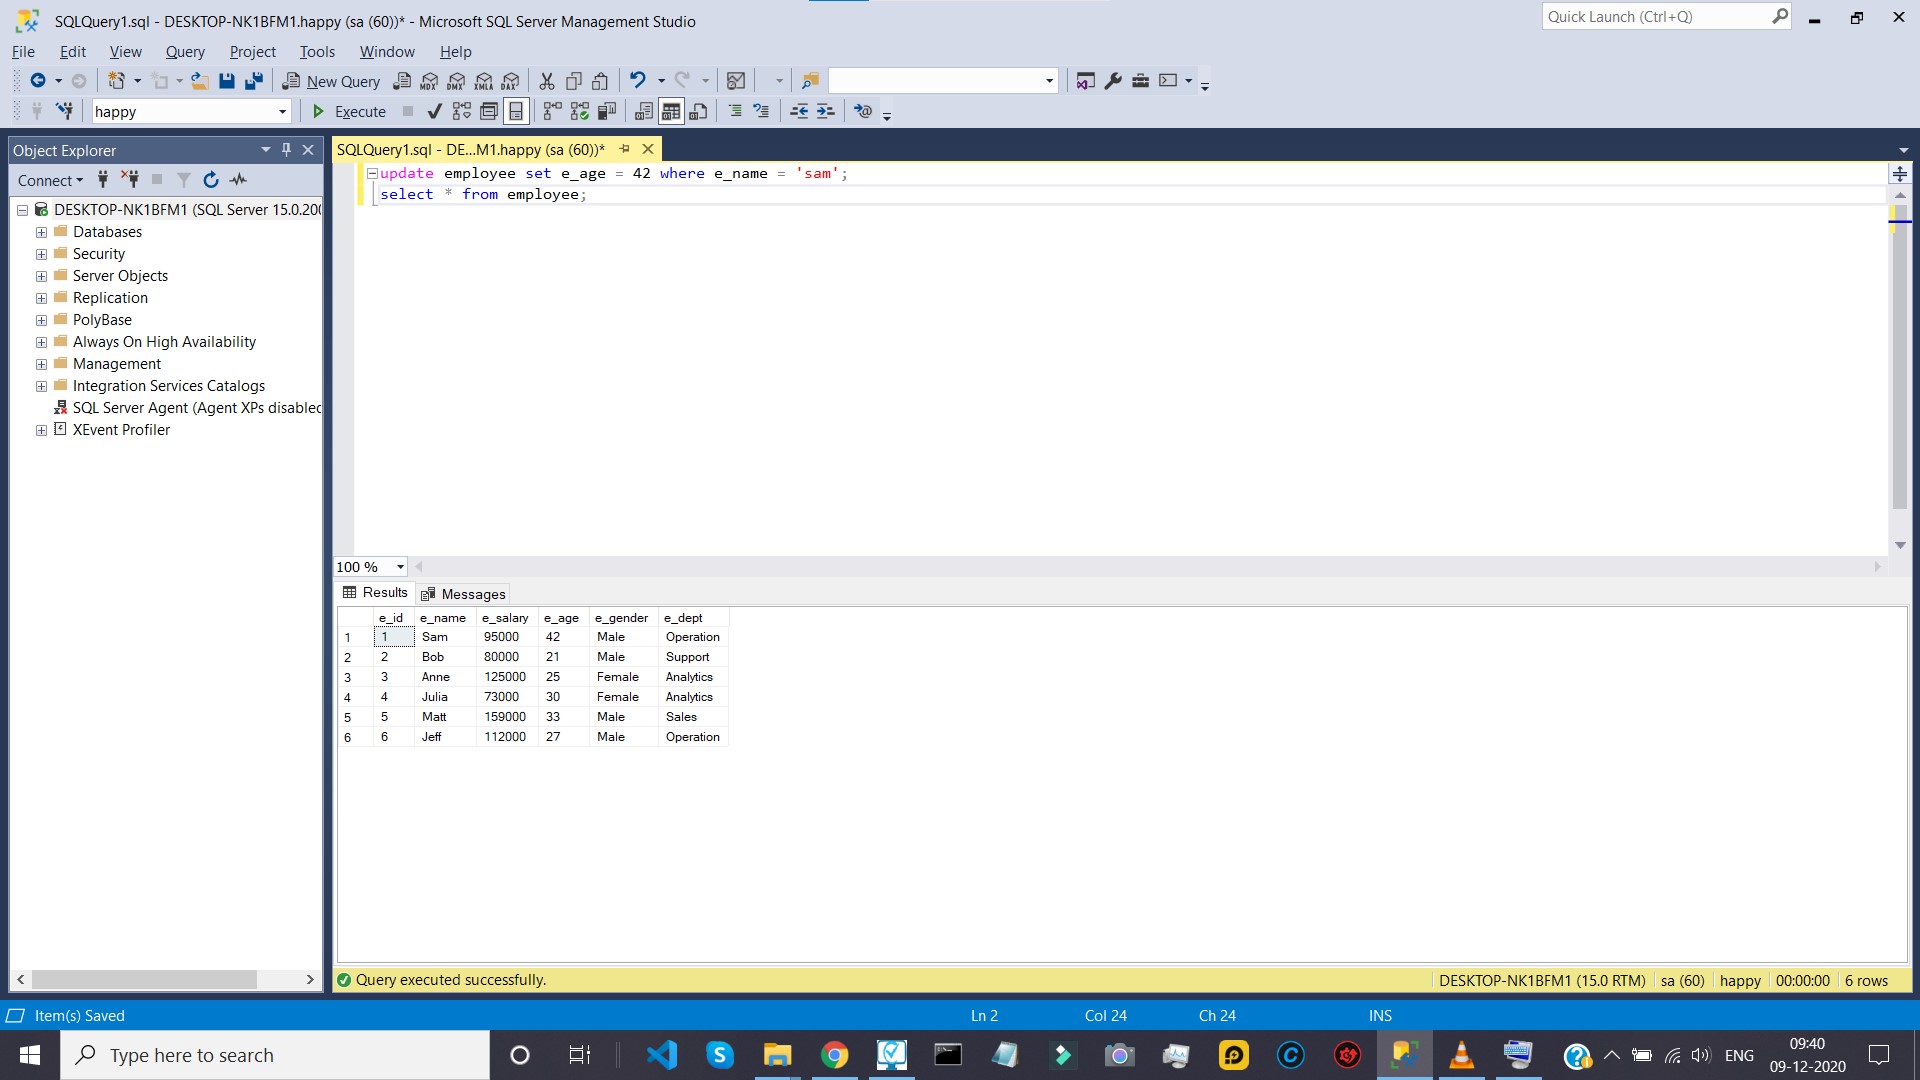 SQLQuery1.sql - DESKTOP-NK1BFM1.happy (sa (60))* - Microsoft SQL Server Management Studio
Quick Launch (Ctrl+Q)
File Edit View Query Project Tools Window Help
New Query
MDX DMX XMLA DAX
happy
Execute
Object Explorer
SQLQuery1.sql - DE...M1.happy (sa (60))*
Connect
update employee set e_age = 42 where e_name = 'sam';
select * from employee;
DESKTOP-NK1BFM1 (SQL Server 15.0.200
Databases
Security
Server Objects
Replication
PolyBase
Always On High Availability
Management
Integration Services Catalogs
SQL Server Agent (Agent XPs disabled
XEvent Profiler
100 %
Results Messages
e_id e_name e_salary e_age e_gender e_dept
1 1 Sam 95000 42 Male Operation
2 2 Bob 80000 21 Male Support
3 3 Anne 125000 25 Female Analytics
4 4 Julia 73000 30 Female Analytics
5 5 Matt 159000 33 Male Sales
6 6 Jeff 112000 27 Male Operation
Query executed successfully.
DESKTOP-NK1BFM1 (15.0 RTM) sa (60) happy 00:00:00 6 rows
Item(s) Saved
Ln 2 Col 24 Ch 24 INS
Type here to search
ENG
09:40
09-12-2020